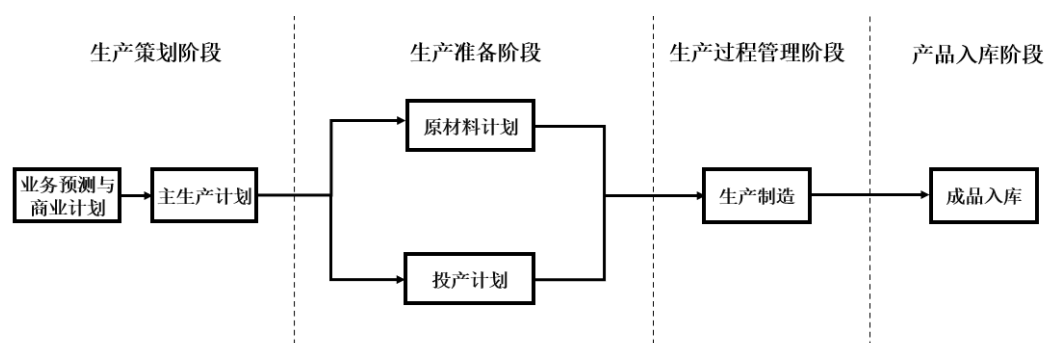 生产策划阶段
生产准备阶段
生产过程管理阶段
产品入库阶段
业务预测与
商业计划
主生产计划
原材料计划
投产计划
生产制造
成品入库